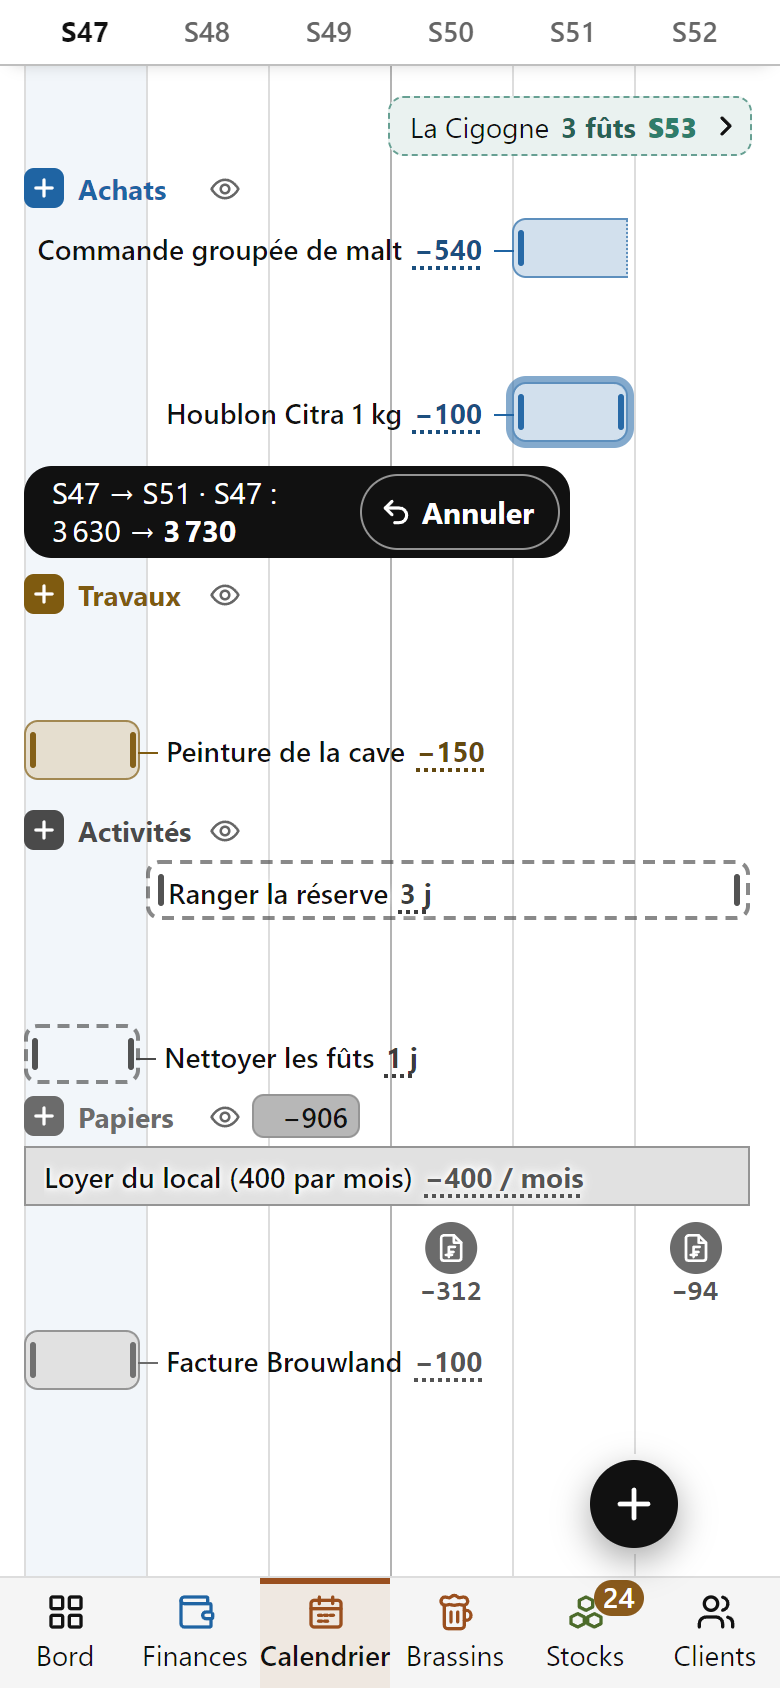 S47 S48 S49 S50 S51 S52
La Cigogne 3 fûts S53
Achats
Commande groupée de malt −540
Houblon Citra 1 kg −100
S47 → S51 · S47 :
3 630 → 3 730
Annuler
Travaux
Peinture de la cave −150
Activités
Ranger la réserve 3 j
Nettoyer les fûts 1 j
Papiers −906
Loyer du local (400 par mois) −400 / mois
−312 −94
Facture Brouwland −100
24
Bord Finances Calendrier Brassins Stocks Clients